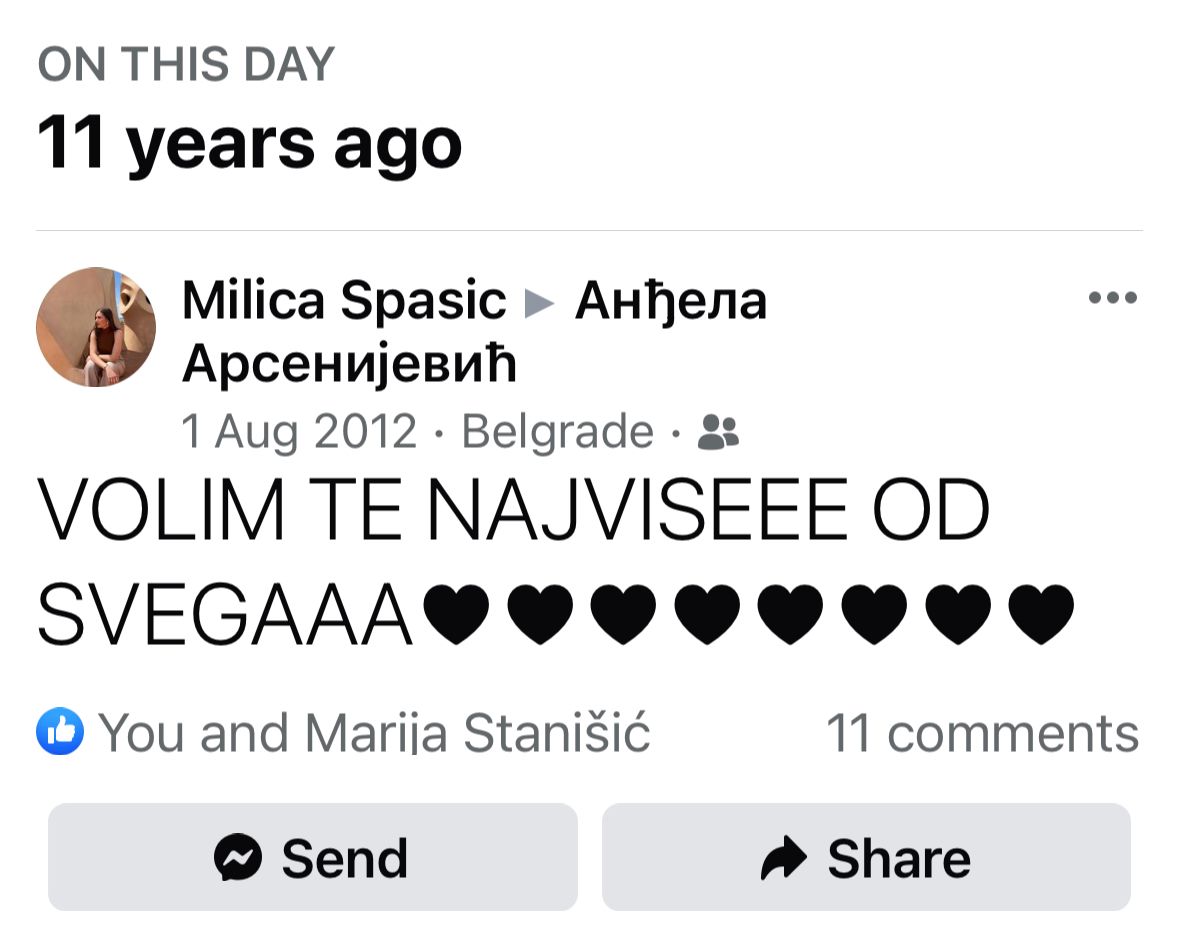 ON THIS DAY
11 years ago
Milica Spasic ▸ Анђела
Арсенијевић
1 Aug 2012 · Belgrade ·
VOLIM TE NAJVISEEE OD
SVEGAAA♥♥♥♥♥♥♥♥
You and Marija Stanišić 11 comments
Send Share